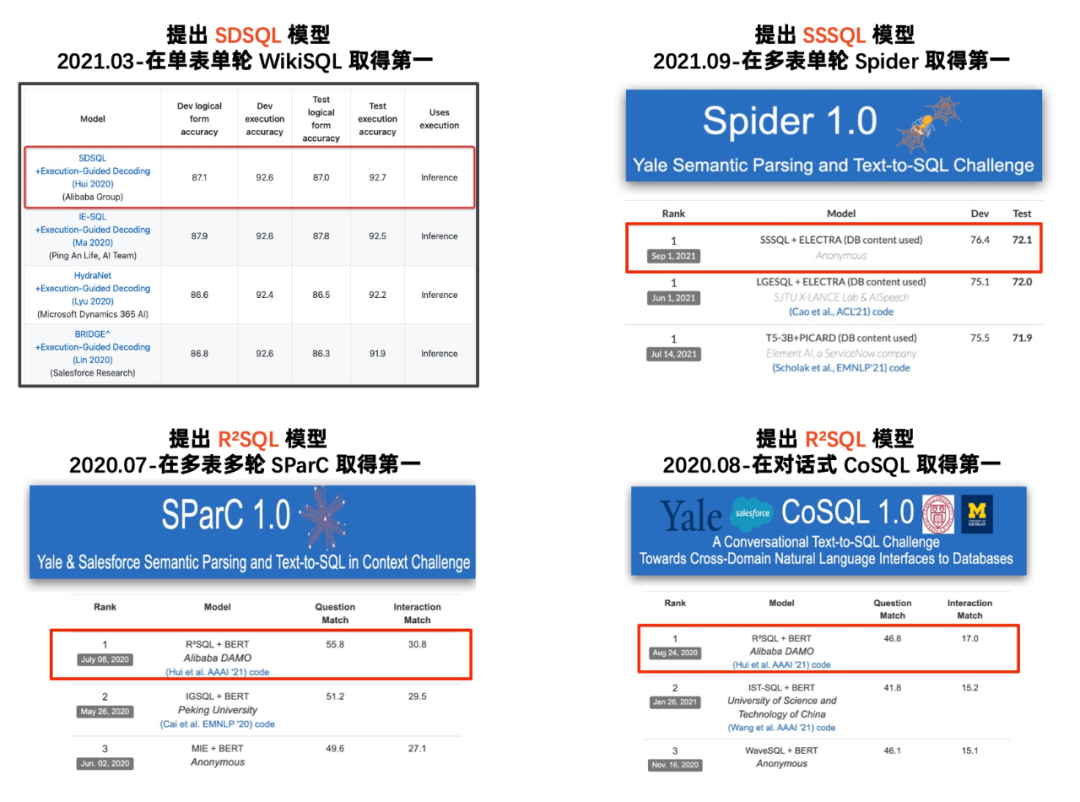 提出 SDSQL 模型
2021.03-在单表单轮 WikiSQL 取得第一
Model Dev logical form accuracy Dev execution accuracy Test logical form accuracy Test execution accuracy Uses execution
SDSQL
+Execution-Guided Decoding
(Hui 2020)
(Alibaba Group)
87.1 92.6 87.0 92.7 Inference
IE-SQL
+Execution-Guided Decoding
(Ma 2020)
(Ping An Life, AI Team)
87.9 92.6 87.8 92.5 Inference
HydraNet
+Execution-Guided Decoding
(Lyu 2020)
(Microsoft Dynamics 365 AI)
86.6 92.4 86.5 92.2 Inference
BRIDGE^
+Execution-Guided Decoding
(Lin 2020)
(Salesforce Research)
86.8 92.6 86.3 91.9 Inference
提出 SSSQL 模型
2021.09-在多表单轮 Spider 取得第一
Spider 1.0
Yale Semantic Parsing and Text-to-SQL Challenge
Rank Model Dev Test
1 SSSQL + ELECTRA (DB content used) 76.4 72.1
Sep 1, 2021 Anonymous
1 LGESQL + ELECTRA (DB content used) 75.1 72.0
Jun 1, 2021 SJTU X-LANCE Lab & AISpeech
(Cao et al., ACL'21) code
1 T5-3B+PICARD (DB content used) 75.5 71.9
Jul 14, 2021 Element AI, a ServiceNow company
(Scholak et al., EMNLP'21) code
提出 R²SQL 模型
2020.07-在多表多轮 SParC 取得第一
SParC 1.0
Yale & Salesforce Semantic Parsing and Text-to-SQL in Context Challenge
Rank Model Question Match Interaction Match
1 R²SQL + BERT 55.8 30.8
July 08, 2020 Alibaba DAMO
(Hui et al. AAAI '21) code
2 IGSQL + BERT 51.2 29.5
May 26, 2020 Peking University
(Cai et al. EMNLP '20) code
3 MIE + BERT 49.6 27.1
Jun. 02, 2020 Anonymous
提出 R²SQL 模型
2020.08-在对话式 CoSQL 取得第一
Yale salesforce CoSQL 1.0 M
A Conversational Text-to-SQL Challenge
Towards Cross-Domain Natural Language Interfaces to Databases
Rank Model Question Match Interaction Match
1 R²SQL + BERT 46.8 17.0
Aug 24, 2020 Alibaba DAMO
(Hui et al. AAAI '21) code
2 IST-SQL + BERT 41.8 15.2
Jan 26, 2021 University of Science and
Technology of China
(Wang et al. AAAI '21) code
3 WaveSQL + BERT 46.1 15.1
Nov. 16, 2020 Anonymous